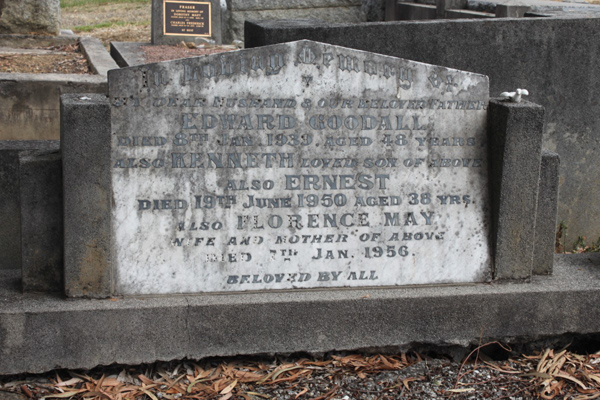 FRASER
In Loving Memory Of
MY DEAR HUSBAND & OUR BELOVED FATHER
EDWARD GOODALL
DIED 8TH JAN. 1939. AGED 48 YEARS
ALSO KENNETH LOVED SON OF ABOVE
ALSO ERNEST
DIED 19TH JUNE 1950 AGED 38 YRS.
ALSO FLORENCE MAY
WIFE AND MOTHER OF ABOVE
DIED 7TH JAN. 1956.
BELOVED BY ALL